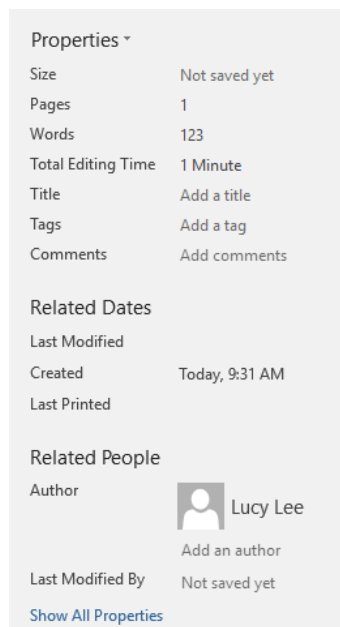 Properties
Size Not saved yet
Pages 1
Words 123
Total Editing Time 1 Minute
Title Add a title
Tags Add a tag
Comments Add comments
Related Dates
Last Modified
Created Today, 9:31 AM
Last Printed
Related People
Author Lucy Lee
Add an author
Last Modified By Not saved yet
Show All Properties